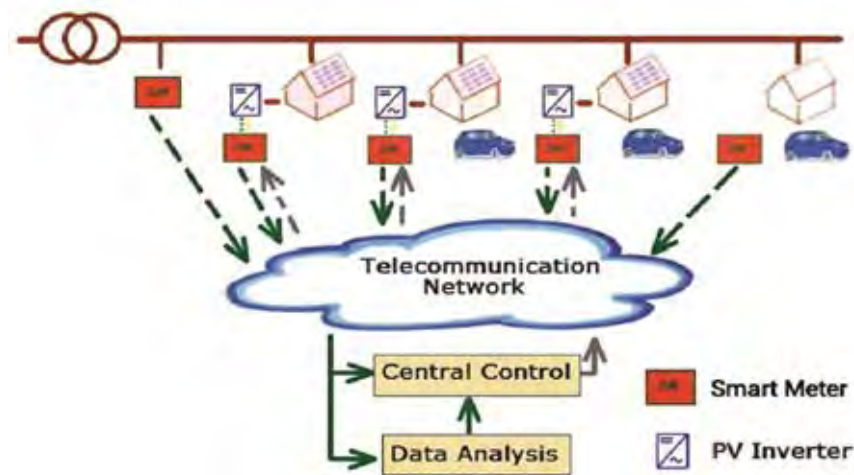 Telecommunication
Network
Central Control
Data Analysis
Smart Meter
PV Inverter